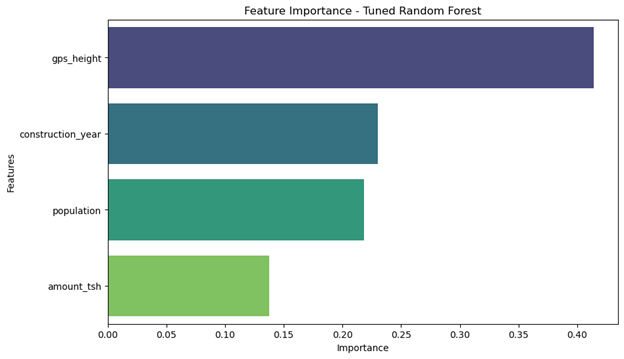 Feature Importance - Tuned Random Forest
Features
gps_height
construction_year
population
amount_tsh
0.00 0.05 0.10 0.15 0.20 0.25 0.30 0.35 0.40
Importance